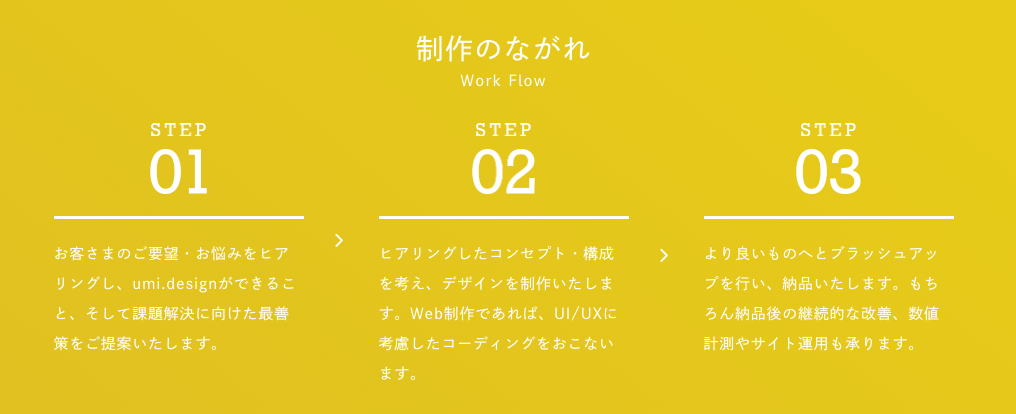 制作のながれ
Work Flow
STEP
01
お客さまのご要望・お悩みをヒア
リングし、umi.designができるこ
と、そして課題解決に向けた最善
策をご提案いたします。
STEP
02
ヒアリングしたコンセプト・構成
を考え、デザインを制作いたしま
す。Web制作であれば、UI/UXに
考慮したコーディングをおこない
ます。
STEP
03
より良いものへとブラッシュアッ
プを行い、納品いたします。もち
ろん納品後の継続的な改善、数値
計測やサイト運用も承ります。